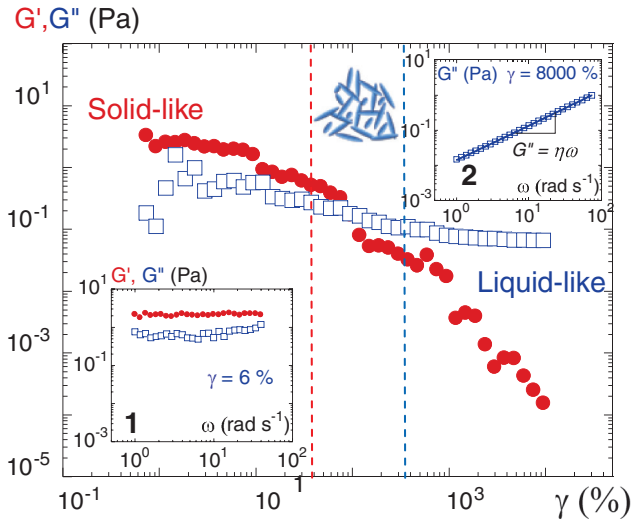 G',G" (Pa)
10¹
10⁻¹
10⁻³
10⁻⁵
Solid-like
Liquid-like
G" (Pa) γ = 8000 %
10¹
10⁻¹
10⁻³
G" = ηω
2
ω (rad s⁻¹)
10⁰
10¹
10²
G', G" (Pa)
10¹
10⁻¹
10⁻³
γ = 6 %
1
ω (rad s⁻¹)
10⁰
10¹
10²
10⁻¹
10
1
10³
γ (%)